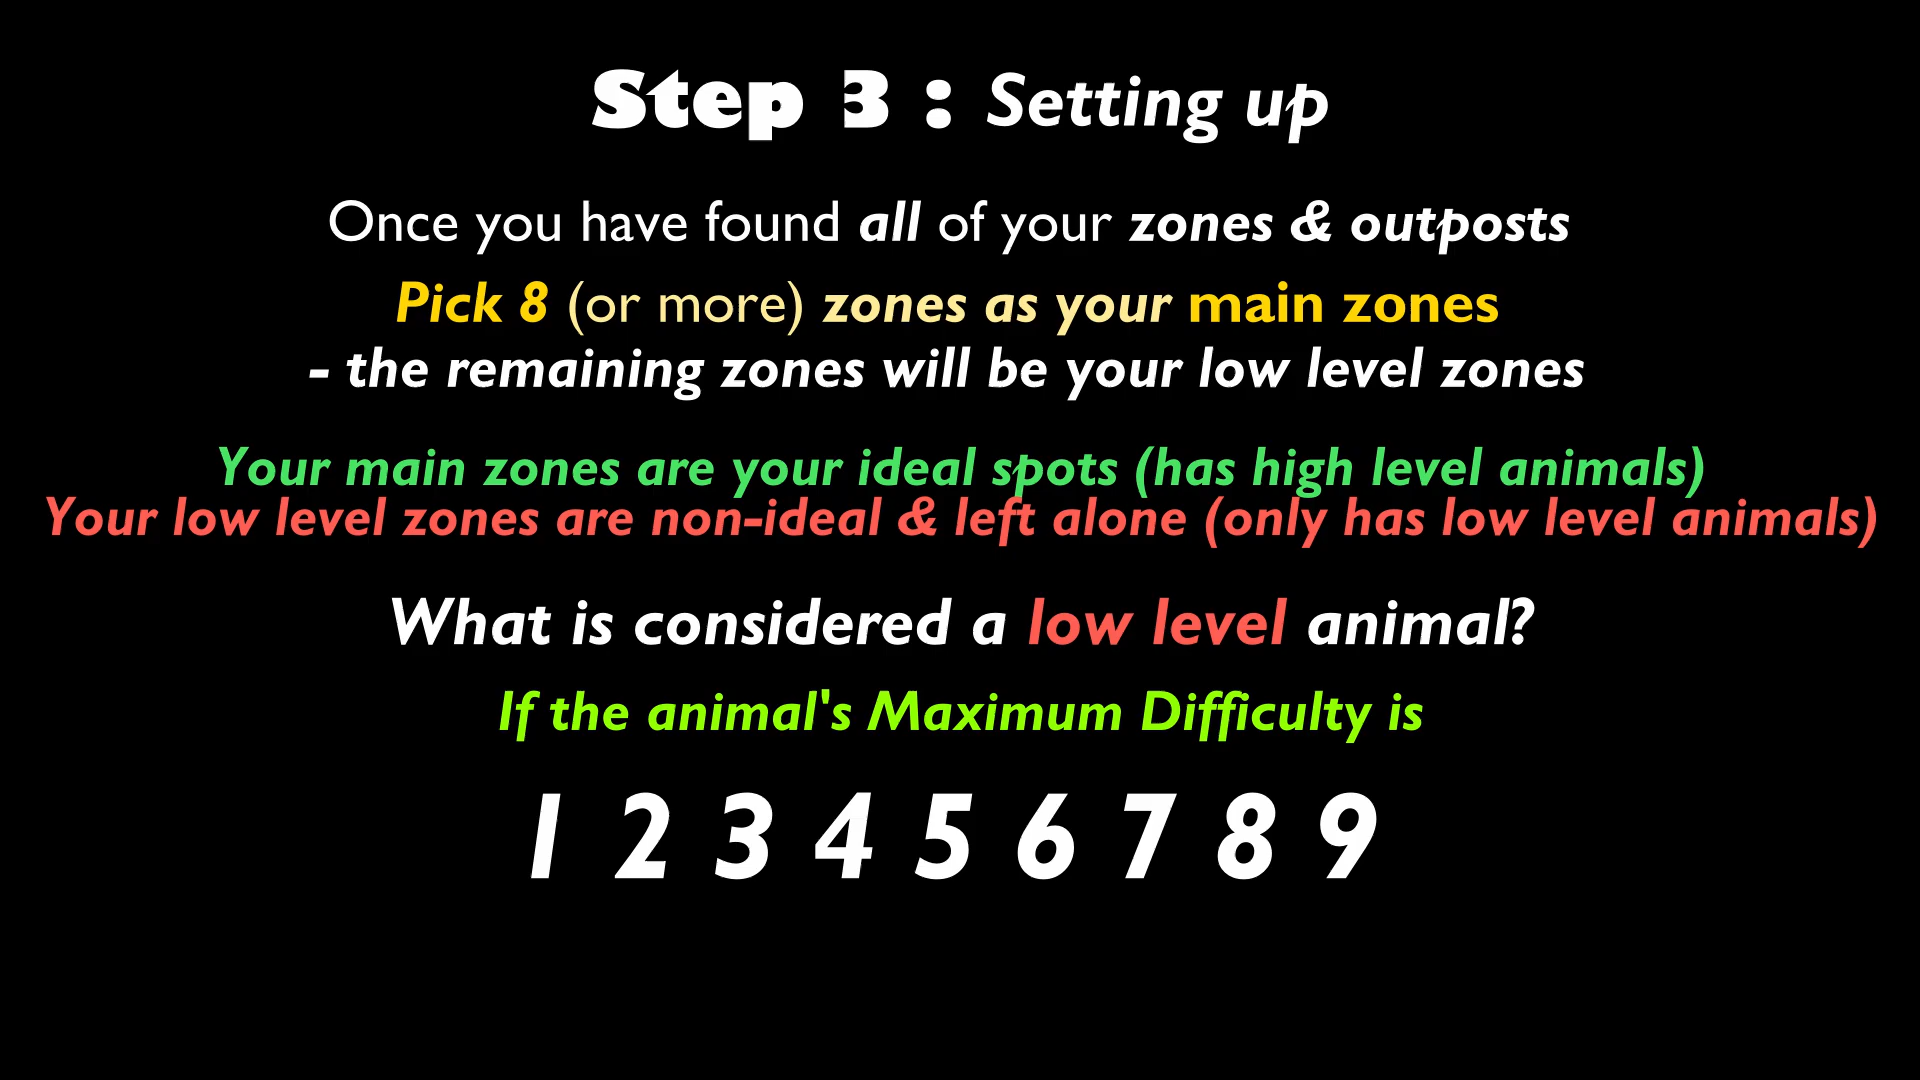 Step 3 : Setting up
Once you have found all of your zones & outposts
Pick 8 (or more) zones as your main zones
- the remaining zones will be your low level zones
Your main zones are your ideal spots (has high level animals)
Your low level zones are non-ideal & left alone (only has low level animals)
What is considered a low level animal?
If the animal's Maximum Difficulty is
1 2 3 4 5 6 7 8 9